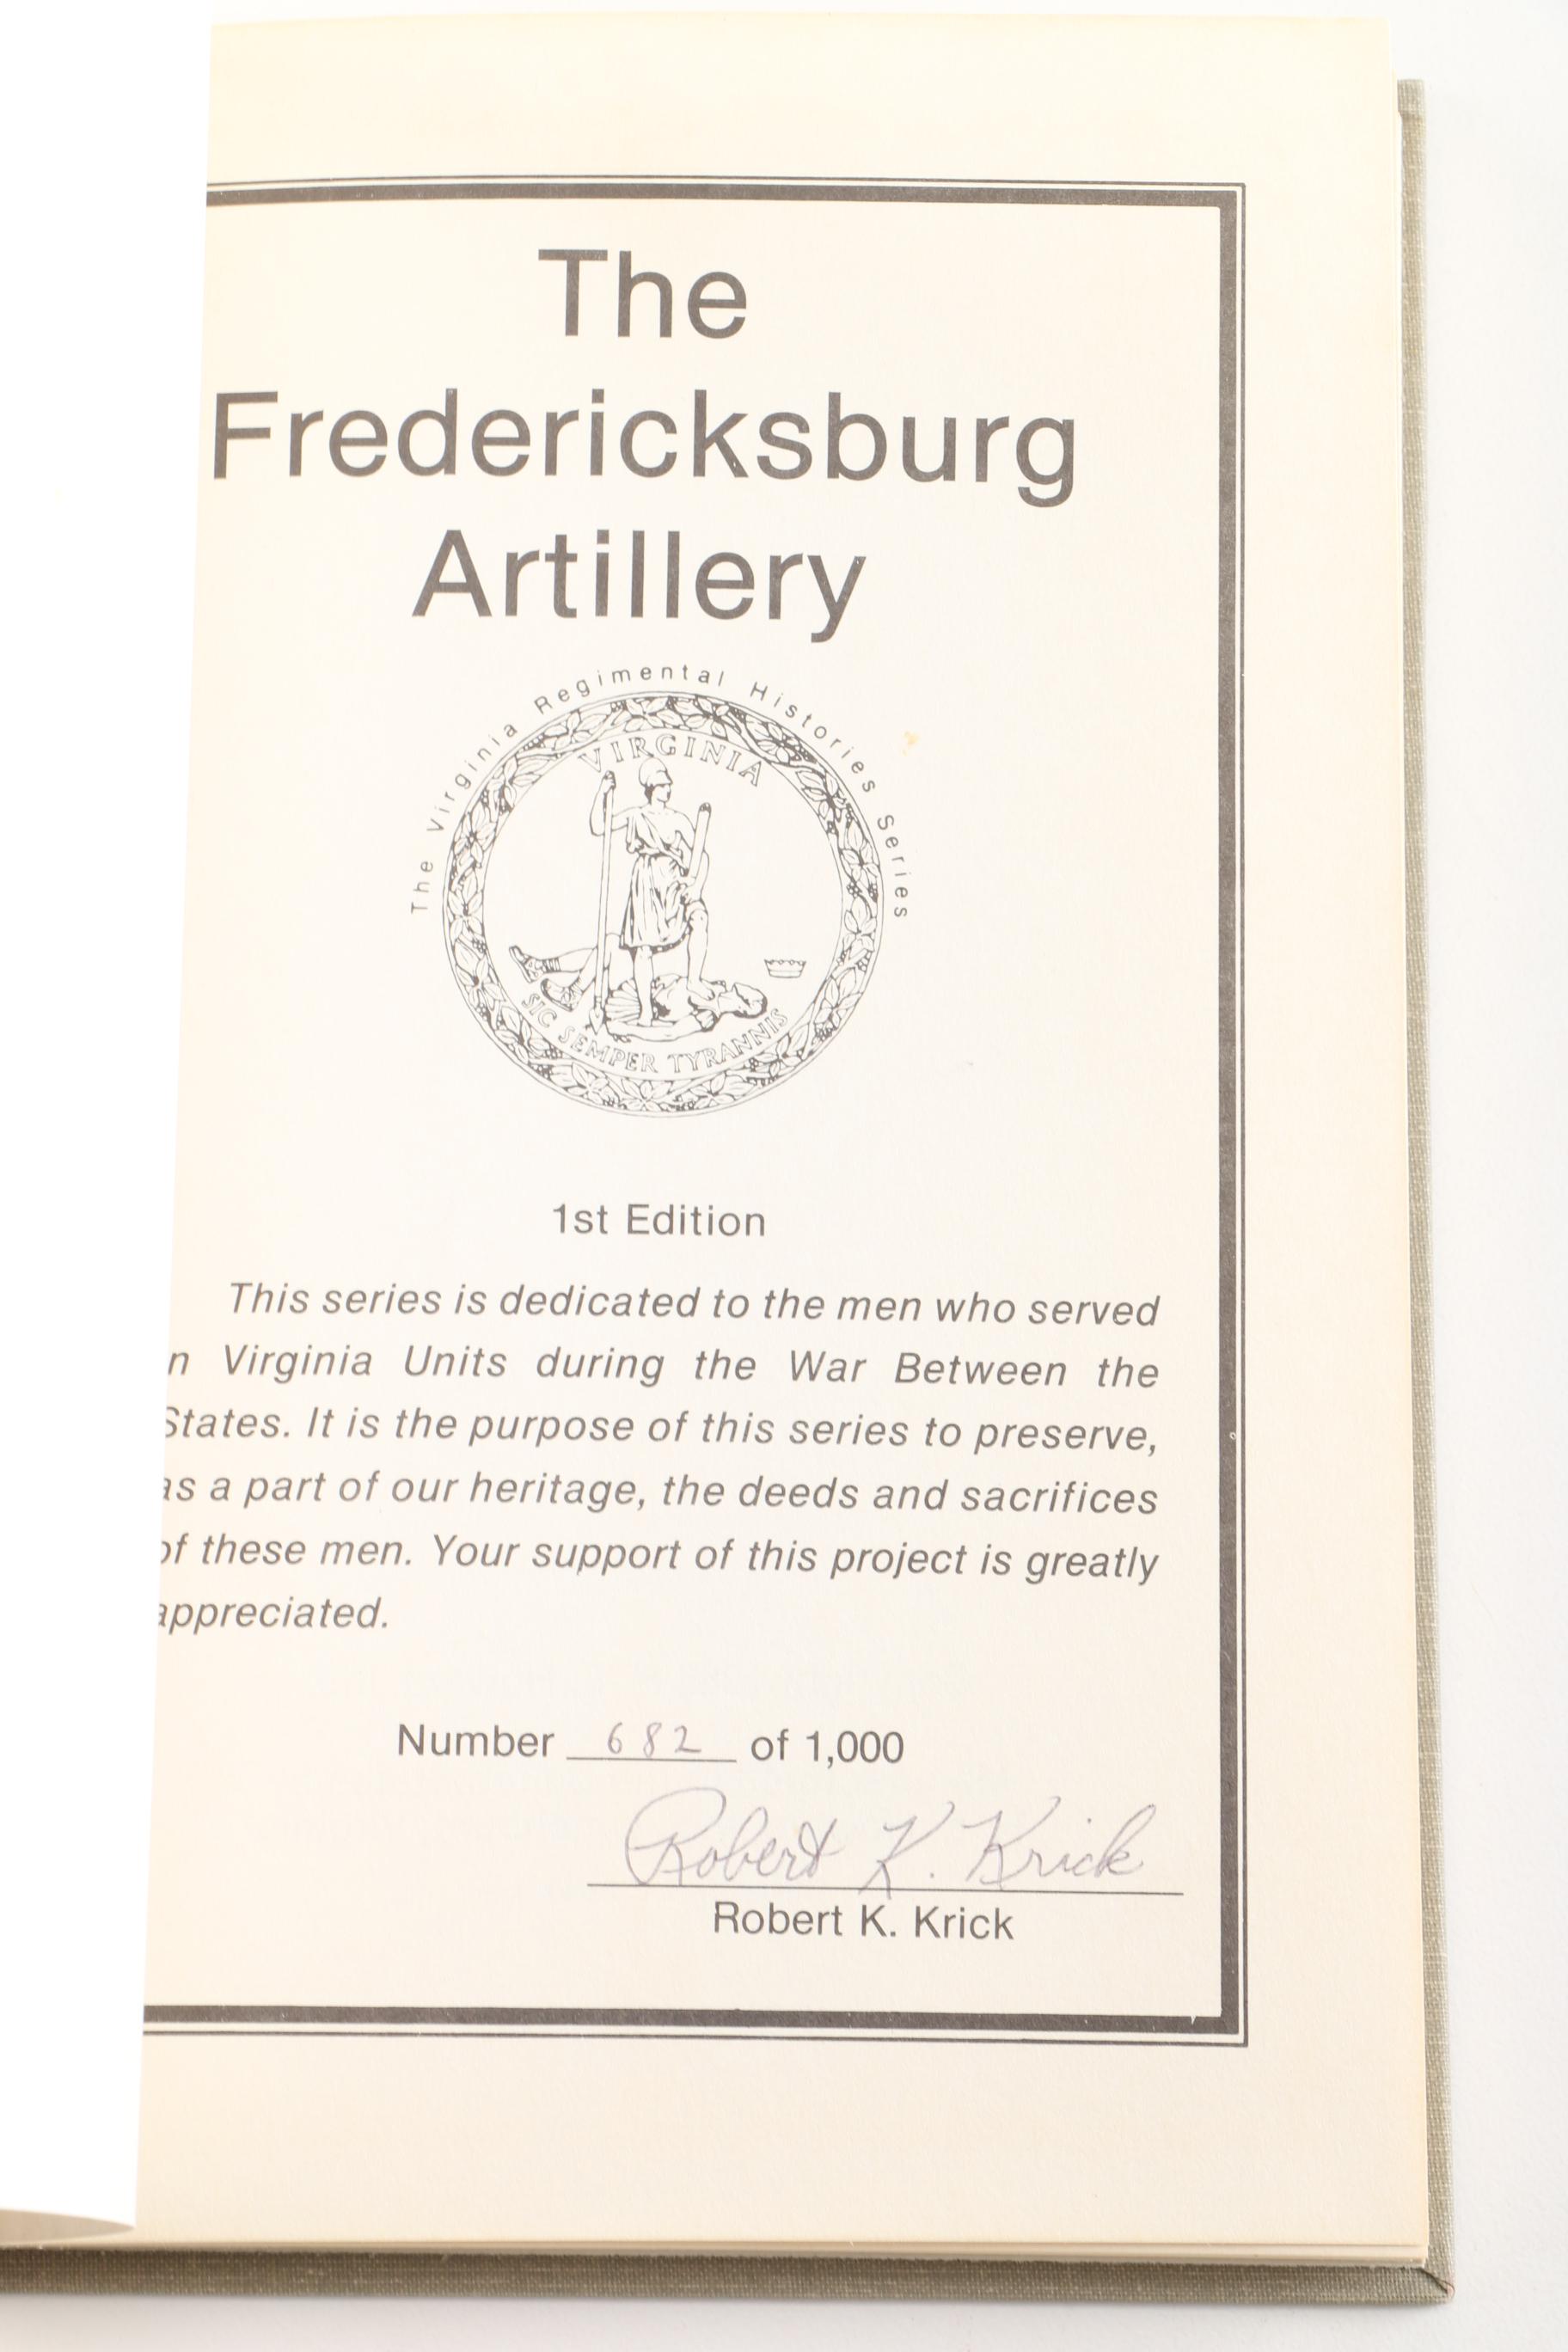 The
Fredericksburg
Artillery
The Virginia Regimental Histories Series
VIRGINIA
SIC SEMPER TYRANNIS
1st Edition
This series is dedicated to the men who served
n Virginia Units during the War Between the
States. It is the purpose of this series to preserve,
as a part of our heritage, the deeds and sacrifices
of these men. Your support of this project is greatly
appreciated.
Number 682 of 1,000
Robert K. Krick
Robert K. Krick